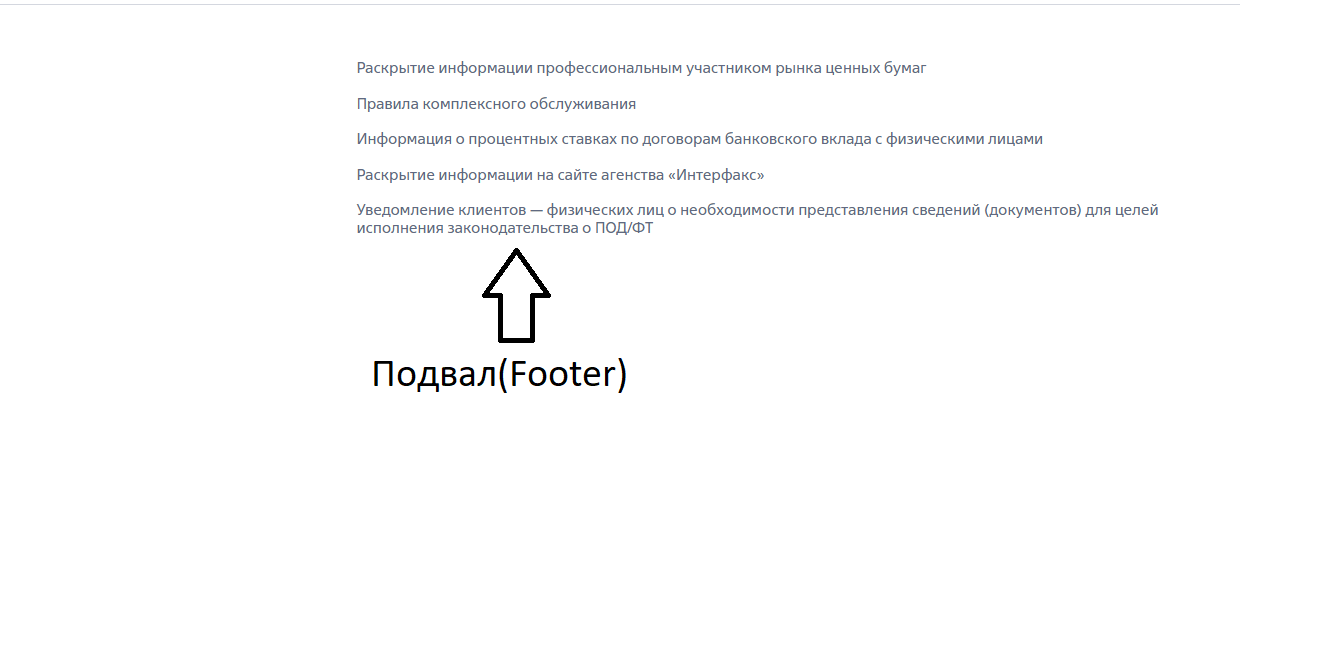 Раскрытие информации профессиональным участником рынка ценных бумаг
Правила комплексного обслуживания
Информация о процентных ставках по договорам банковского вклада с физическими лицами
Раскрытие информации на сайте агенства «Интерфакс»
Уведомление клиентов — физических лиц о необходимости представления сведений (документов) для целей
исполнения законодательства о ПОД/ФТ
Подвал(Footer)